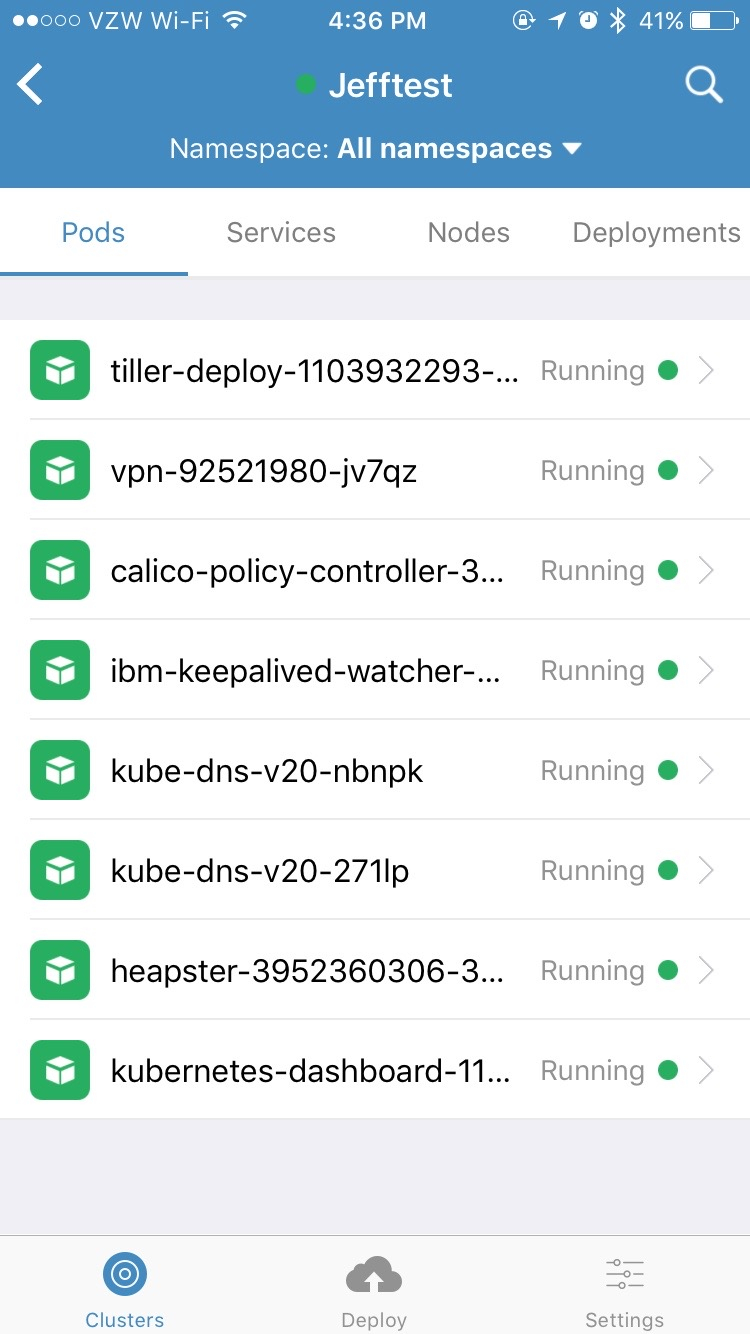 VZW Wi-Fi 4:36 PM 41%
Jefftest
Namespace: All namespaces
Pods Services Nodes Deployments
tiller-deploy-1103932293-... Running
vpn-92521980-jv7qz Running
calico-policy-controller-3... Running
ibm-keepalived-watcher-... Running
kube-dns-v20-nbnpk Running
kube-dns-v20-271lp Running
heapster-3952360306-3... Running
kubernetes-dashboard-11... Running
Clusters Deploy Settings